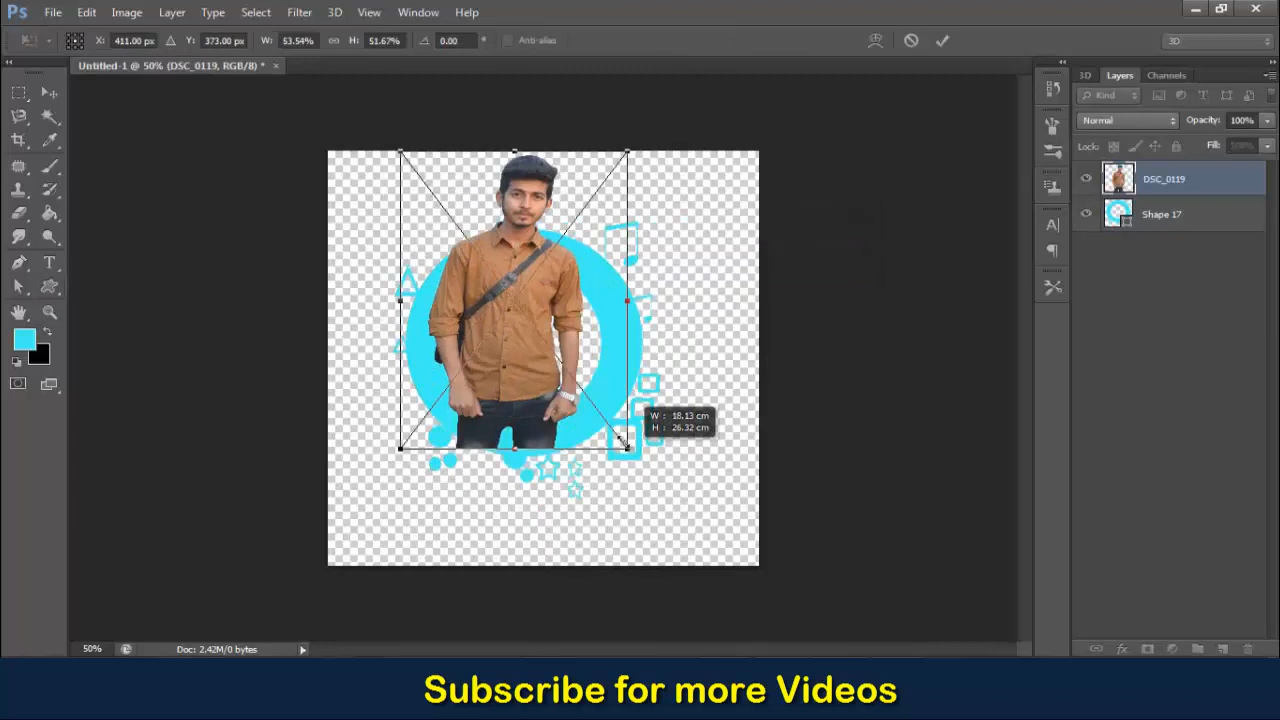 Ps File Edit Image Layer Type Select Filter 3D View Window Help
X: 411.00 px Y: 373.00 px W: 53.54% H: 51.67% 0.00 ° Anti-alias 3D
Untitled-1 @ 50% (DSC_0119, RGB/8) * ×
3D Layers Channels
Kind
Normal Opacity: 100%
Lock: Fill: 100%
DSC_0119
Shape 17
W: 18.13 cm
H: 26.32 cm
50% Doc: 2.42M/0 bytes
Subscribe for more Videos